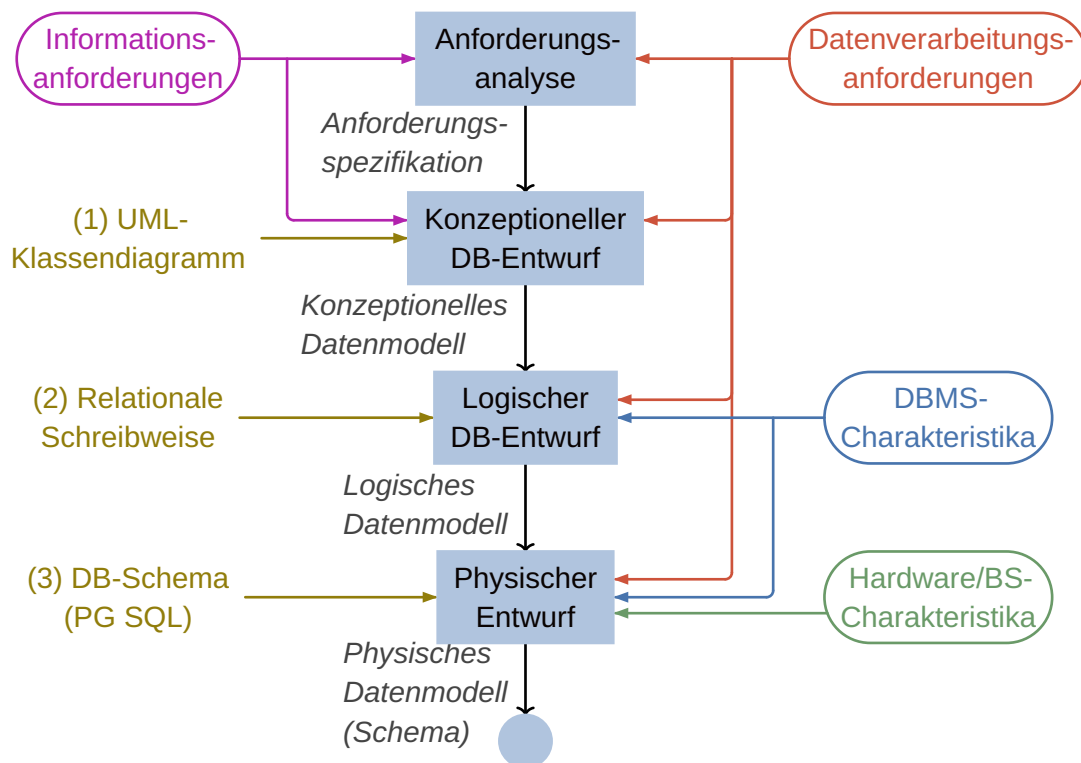 Informations-
anforderungen
Anforderungs-
analyse
Datenverarbeitungs-
anforderungen
Anforderungs-
spezifikation
(1) UML-
Klassendiagramm
Konzeptioneller
DB-Entwurf
Konzeptionelles
Datenmodell
(2) Relationale
Schreibweise
Logischer
DB-Entwurf
DBMS-
Charakteristika
Logisches
Datenmodell
(3) DB-Schema
(PG SQL)
Physischer
Entwurf
Hardware/BS-
Charakteristika
Physisches
Datenmodell
(Schema)